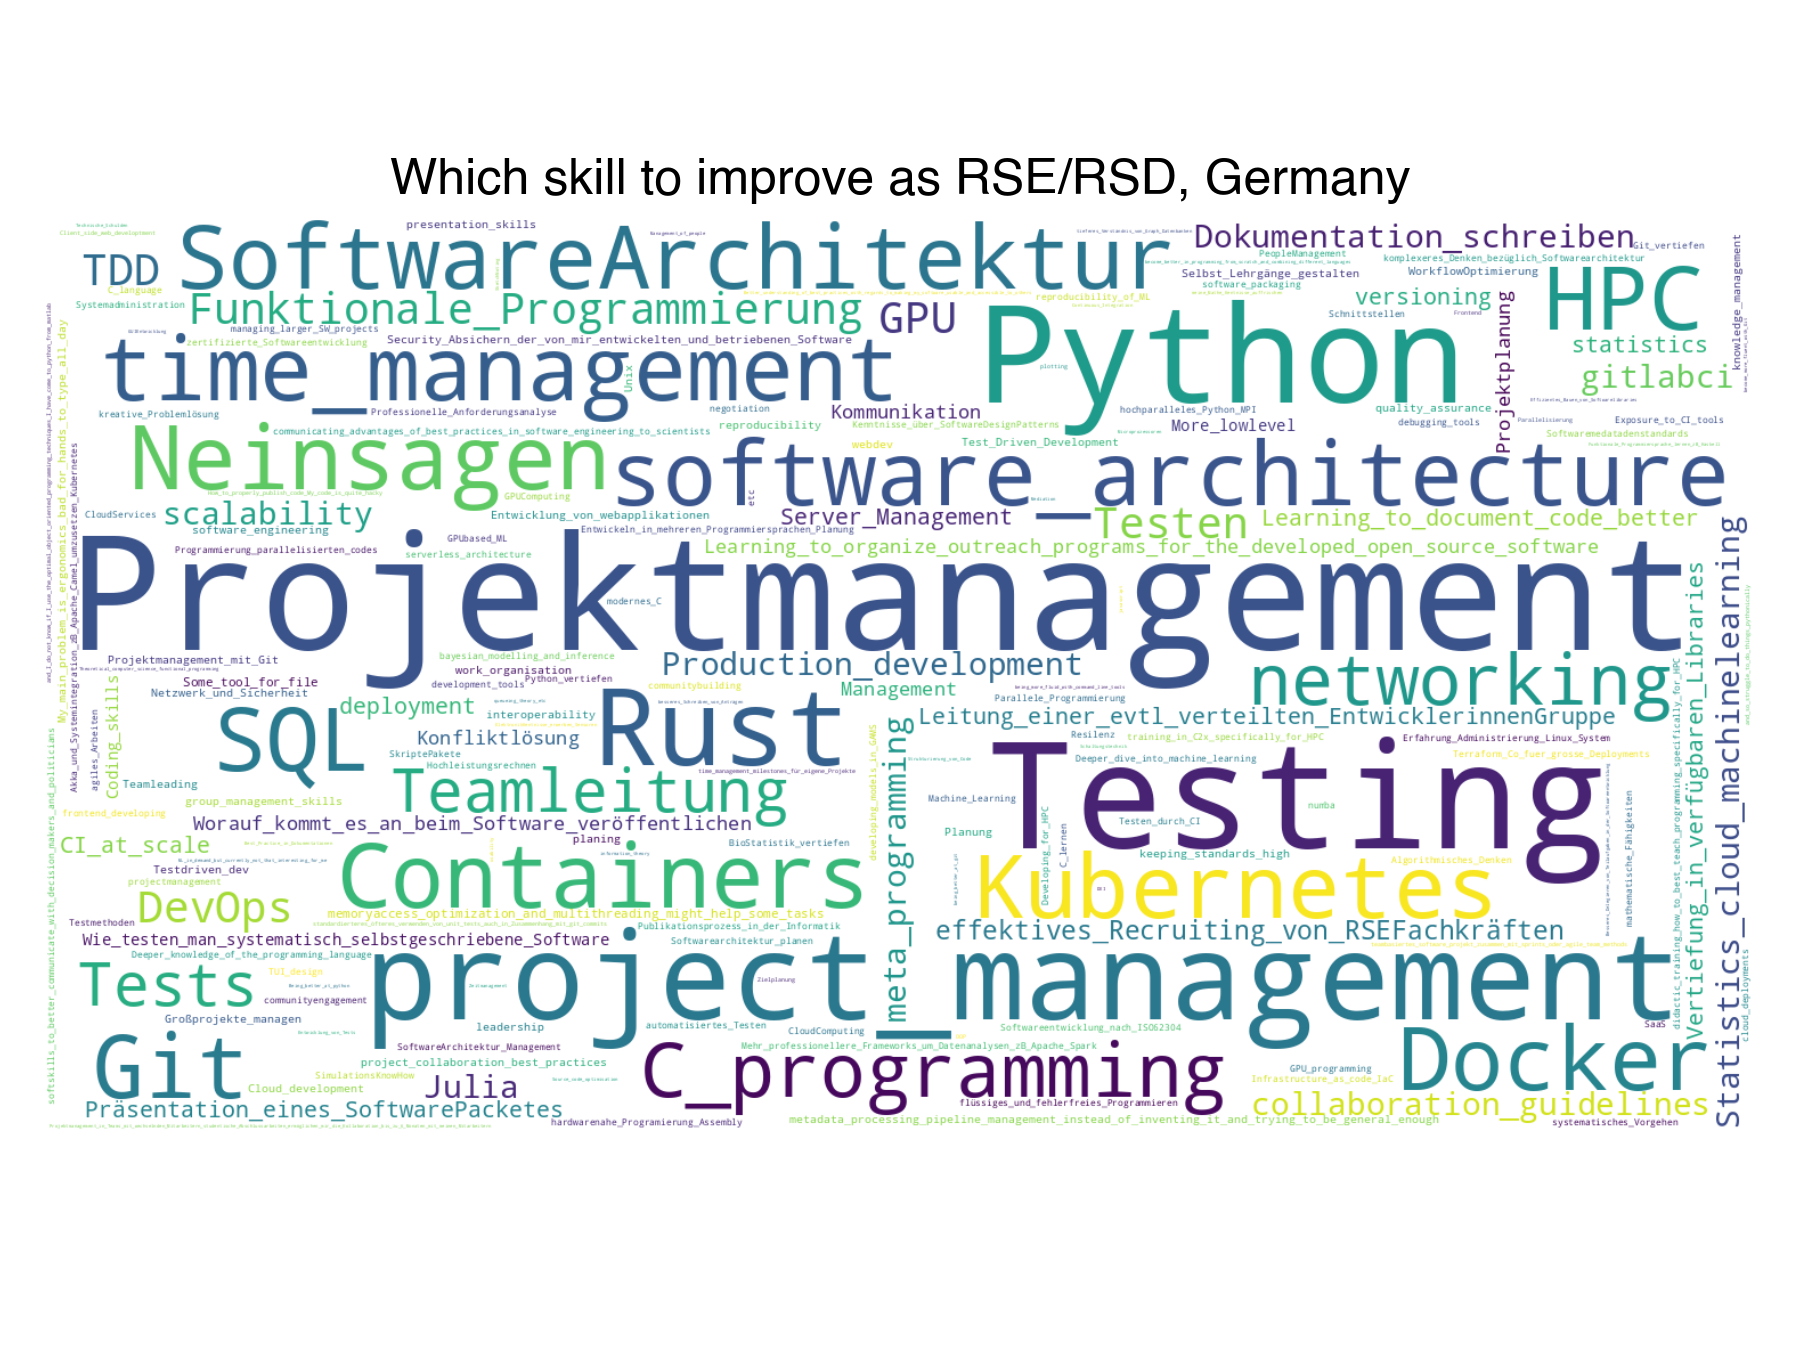 Which skill to improve as RSE/RSD, Germany
presentation_skills
SoftwareArchitektur
Dokumentation_schreiben
Git_vertiefen
PeopleManagement
komplexeres_Denken_bezüglich_Softwarearchitektur
TDD
Selbst_Lehrgänge_gestalten
WorkflowOptimierung
HPC
knowledge_management
software_packaging
C_language
Systemadministration
Funktionale_Programmierung
GPU
reproducibility_of_ML
versioning
Schnittstellen
Projektplanung
managing_larger_SW_projects
Security_Absichern_der_von_mir_entwickelten_und_betriebenen_Software
zertifizierte_Softwareentwicklung
Python
statistics
time_management
Unix
plotting
gitlabci
kreative_Problemlösung
Professionelle_Anforderungsanalyse
negotiation
Kommunikation
hochparalleles_Python_MPI
quality_assurance
debugging_tools
Parallelisierung
Exposure_to_CI_tools
reproducibility
Kenntnisse_über_SoftwareDesignPatterns
More_lowlevel
communicating_advantages_of_best_practices_in_software_engineering_to_scientists
webdev
Test_Driven_Development
Softwaremedatadenstandards
Neinsagen
software_architecture
GPUComputing
etc
CloudServices
scalability
Entwicklung_von_webapplikationen
Server_Management
Testen
Learning_to_document_code_better
software_engineering
Entwickeln_in_mehreren_Programmiersprachen_Planung
GPUbased_ML
Programmierung_parallelisierten_codes
serverless_architecture
Learning_to_organize_outreach_programs_for_the_developed_open_source_software
My_main_problem_is_ergonomics_bad_for_hands_to_type_all_day
Akka_und_Systemintegration_zB_Apache_Camel_umzusetzen_Kubernetes
Projektmanagement
modernes_C
Statistics_cloud_machinelearning
Vertiefung_in_verfügbaren_Libraries
Projektmanagement_mit_Git
bayesian_modelling_and_inference
work_organisation
Production_development
networking
Some_tool_for_file
Python_vertiefen
development_tools
communitybuilding
Management
Parallele_Programmierung
Netzwerk_und_Sicherheit
Coding_skills
agiles_Arbeiten
SQL
deployment
interoperability
Rust
Leitung_einer_evtl_verteilten_EntwicklerinnenGruppe
Konfliktlösung
meta_programming
Resilienz
training_in_C2x_specifically_for_HPC
Erfahrung_Administrierung_Linux_System
SkriptePakete
Hochleistungsrechnen
time_management_milestones_für_eigene_Projekte
Deeper_dive_into_machine_learning
Terraform_Co_fuer_grosse_Deployments
Teamleading
Teamleitung
Testing
developing_models_in_GAMS
Machine_Learning
group_management_skills
frontend_developing
numba
Worauf_kommt_es_an_beim_Software_veröffentlichen
Testen_durch_CI
Developing_for_HPC
C_lernen
mathematische_Fähigkeiten
didactic_training_how_to_best_teach_programming_specifically_for_HPC
softskills_to_better_communicate_with_decision_makers_and_politicians
planing
Planung
CI_at_scale
BioStatistik_vertiefen
keeping_standards_high
Algorithmisches_Denken
Testdriven_dev
projectmanagement
Containers
Kubernetes
DevOps
memoryaccess_optimization_and_multithreading_might_help_some_tasks
Testmethoden
Publikationsprozess_in_der_Informatik
effektives_Recruiting_von_RSEFachkräften
Wie_testen_man_systematisch_selbstgeschriebene_Software
Softwarearchitektur_planen
Deeper_knowledge_of_the_programming_language
Tests
TUI_design
project_management
Zielplanung
communityengagement
cloud_deployments
Großprojekte_managen
leadership
automatisiertes_Testen
CloudComputing
Softwareentwicklung_nach_ISO62304
SaaS
Git
SoftwareArchitektur_Management
Mehr_professionellere_Frameworks_um_Datenanalysen_zB_Apache_Spark
Docker
project_collaboration_best_practices
SimulationsKnowHow
C_programming
GPU_programming
Infrastructure_as_code_IaC
Cloud_development
Julia
Präsentation_eines_SoftwarePacketes
flüssiges_und_fehlerfreies_Programmieren
collaboration_guidelines
hardwarenahe_Programierung_Assembly
metadata_processing_pipeline_management_instead_of_inventing_it_and_trying_to_be_general_enough
systematisches_Vorgehen